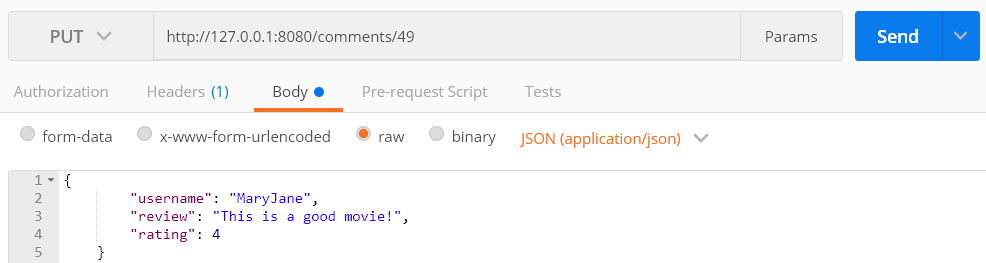 PUT http://127.0.0.1:8080/comments/49 Params Send
Authorization Headers (1) Body Pre-request Script Tests
form-data x-www-form-urlencoded raw binary JSON (application/json)
1 {
2 "username": "MaryJane",
3 "review": "This is a good movie!",
4 "rating": 4
5 }